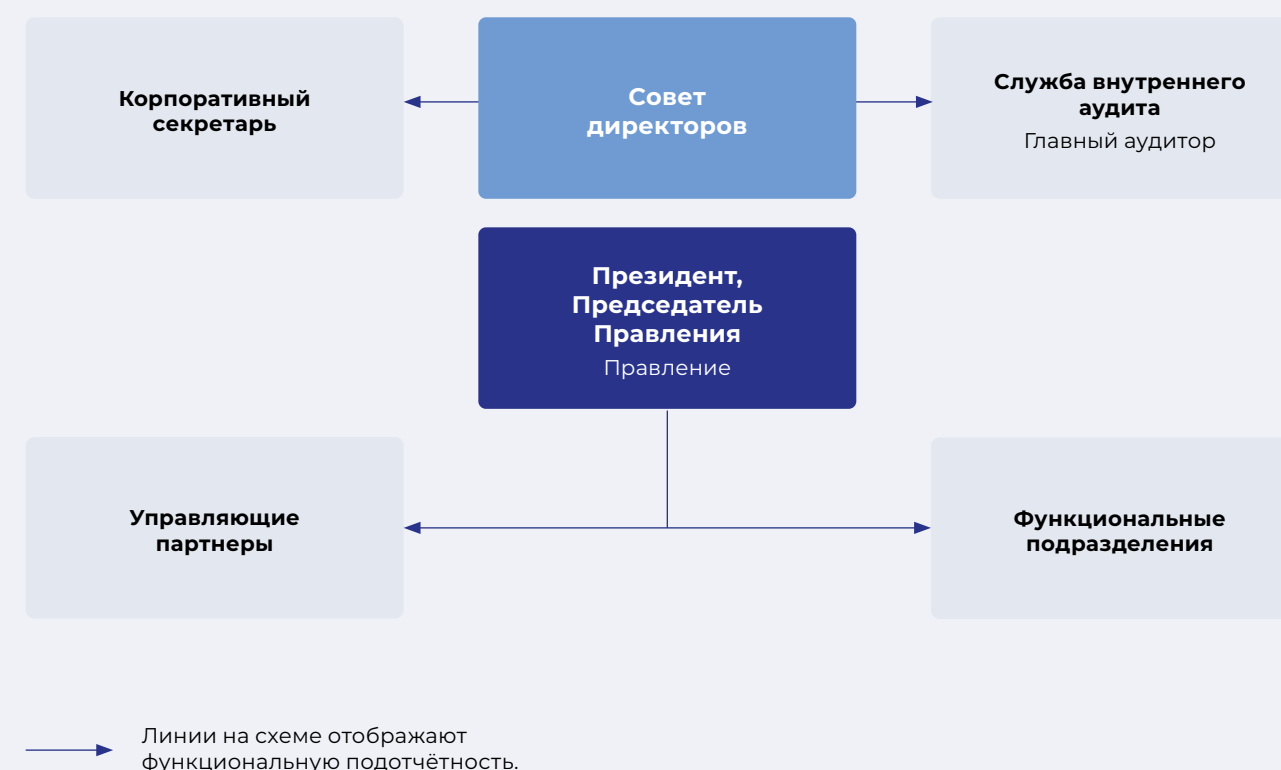 Корпоративный
секретарь
Совет
директоров
Служба внутреннего
аудита
Главный аудитор
Президент,
Председатель
Правления
Правление
Управляющие
партнеры
Функциональные
подразделения
Линии на схеме отображают
функциональную подотчётность.